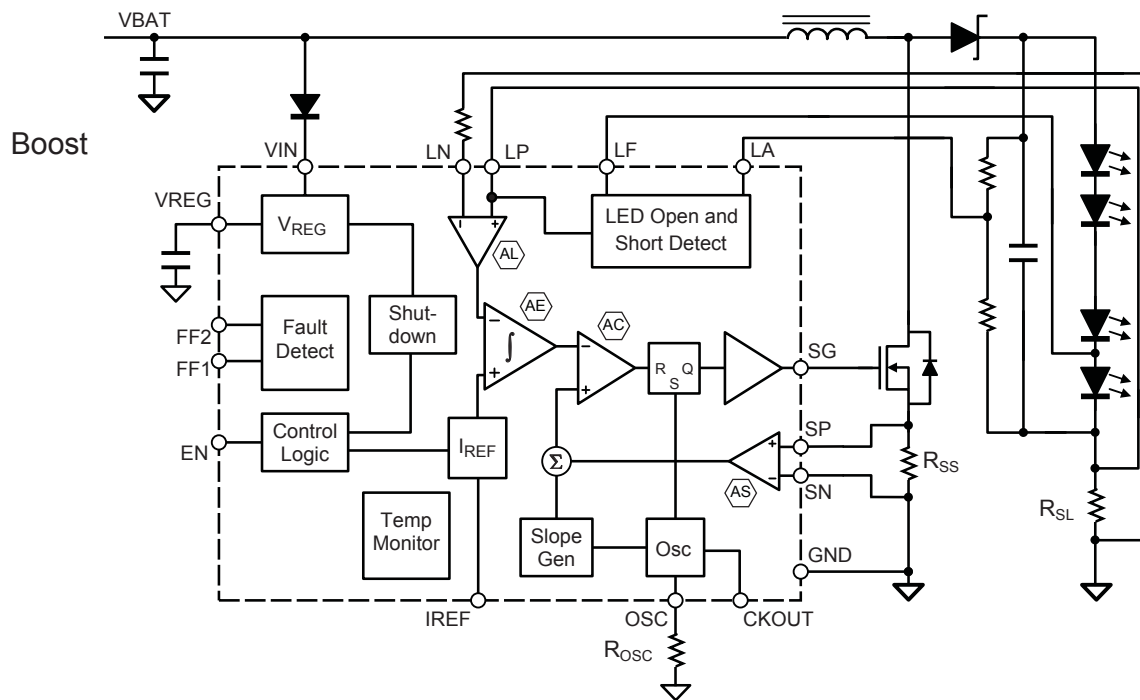 VBAT
Boost
VIN
LN
LP
LF
LA
VREG
VREG
LED Open and
Short Detect
AL
AE
AC
Shut-
down
Fault
Detect
FF2
FF1
R
S
Q
SG
EN
Control
Logic
IREF
Σ
SP
AS
SN
RSS
RSL
Temp
Monitor
Slope
Gen
Osc
GND
IREF
OSC
CKOUT
ROSC
− +
−
∫
+
−
+
+
−